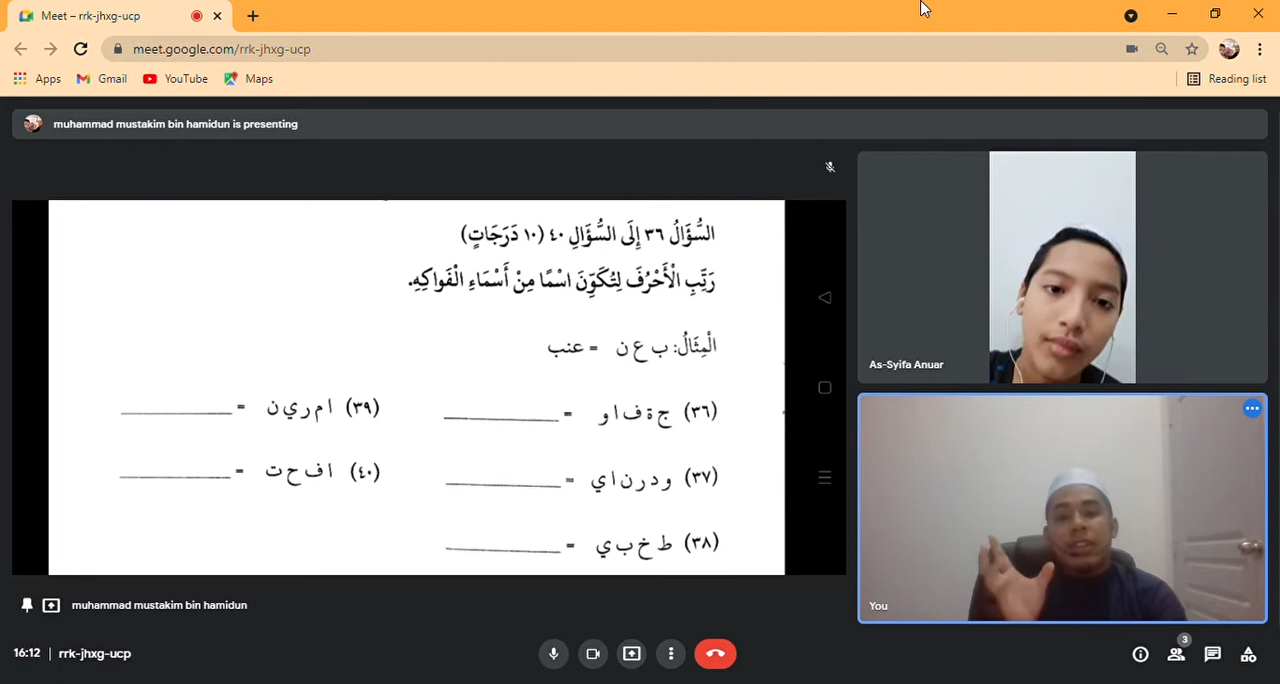 Meet – rrk-jhxg-ucp
meet.google.com/rrk-jhxg-ucp
Apps Gmail YouTube Maps Reading list
muhammad mustakim bin hamidun is presenting
السُّؤَالُ ٣٦ إِلَى السُّؤَالِ ٤٠ (١٠ دَرَجَاتٍ)
رَتِّبِ الْأَحْرُفَ لِتُكَوِّنَ اسْمًا مِنْ أَسْمَاءِ الْفَوَاكِهِ.
الْمِثَالُ: ب ع ن = عنب
(٣٦) ج ة ف ا و = ________ (٣٩) ا م ر ي ن = ________
(٣٧) و د ر ن ا ي = ________ (٤٠) ا ف ح ت = ________
(٣٨) ط خ ب ي = ________
As-Syifa Anuar
You
muhammad mustakim bin hamidun
16:12 | rrk-jhxg-ucp
3